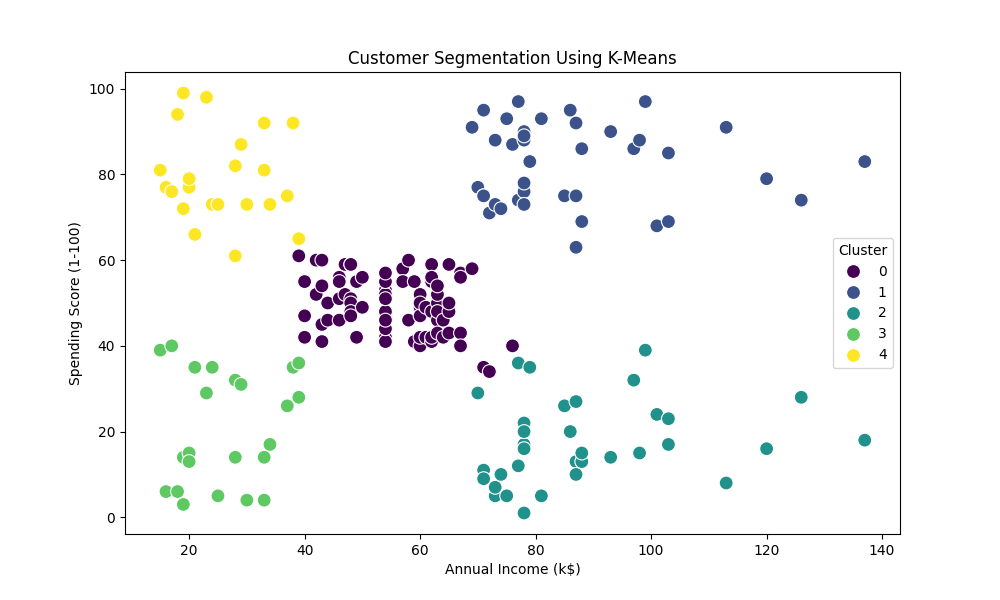 Customer Segmentation Using K-Means
100
80
60
40
20
0
Spending Score (1-100)
Cluster
0
1
2
3
4
20 40 60 80 100 120 140
Annual Income (k$)